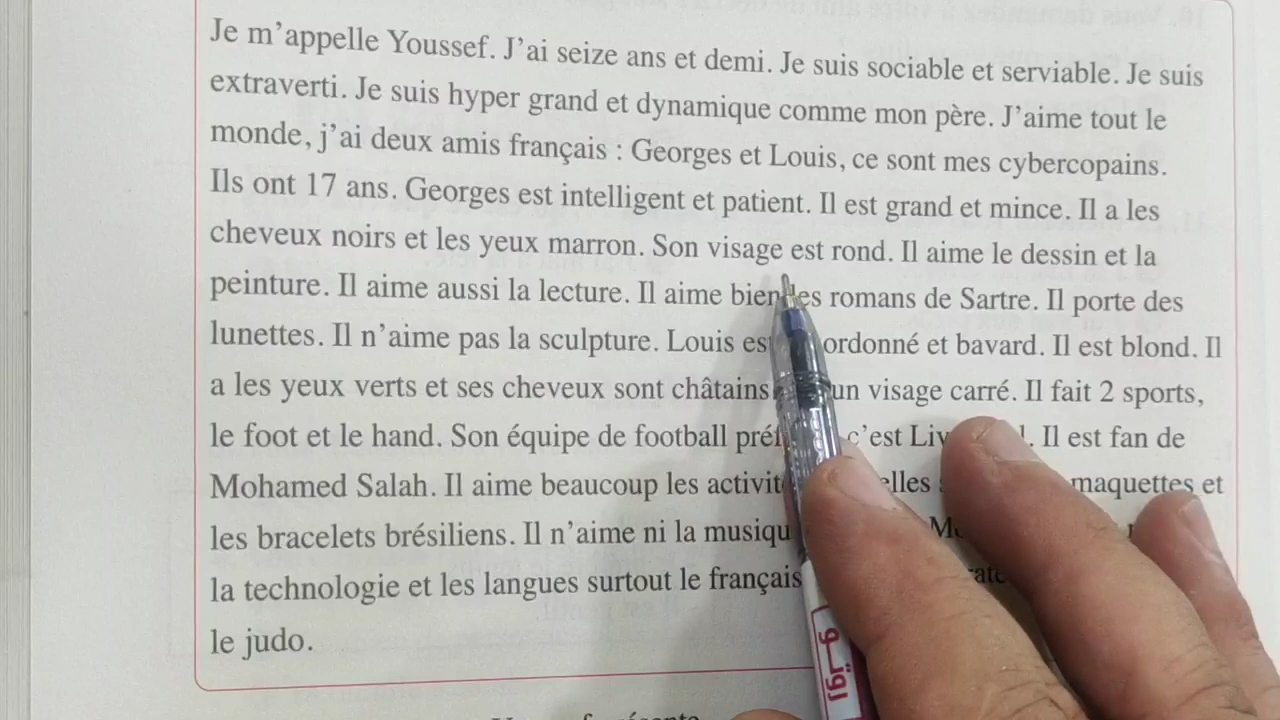 Je m'appelle Youssef. J'ai seize ans et demi. Je suis sociable et serviable. Je suis
extraverti. Je suis hyper grand et dynamique comme mon père. J'aime tout le
monde, j'ai deux amis français : Georges et Louis, ce sont mes cybercopains.
Ils ont 17 ans. Georges est intelligent et patient. Il est grand et mince. Il a les
cheveux noirs et les yeux marron. Son visage est rond. Il aime le dessin et la
peinture. Il aime aussi la lecture. Il aime bien les romans de Sartre. Il porte des
lunettes. Il n'aime pas la sculpture. Louis est ordonné et bavard. Il est blond. Il
a les yeux verts et ses cheveux sont châtains un visage carré. Il fait 2 sports,
le foot et le hand. Son équipe de football c'est Il est fan de
Mohamed Salah. Il aime beaucoup les maquettes et
les bracelets brésiliens. Il n'aime ni la
la technologie et les langues surtout le français
le judo.